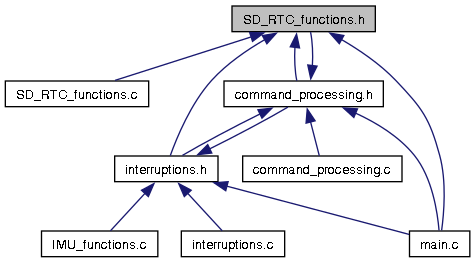 SD_RTC_functions.h
SD_RTC_functions.c
command_processing.h
interruptions.h
command_processing.c
IMU_functions.c
interruptions.c
main.c